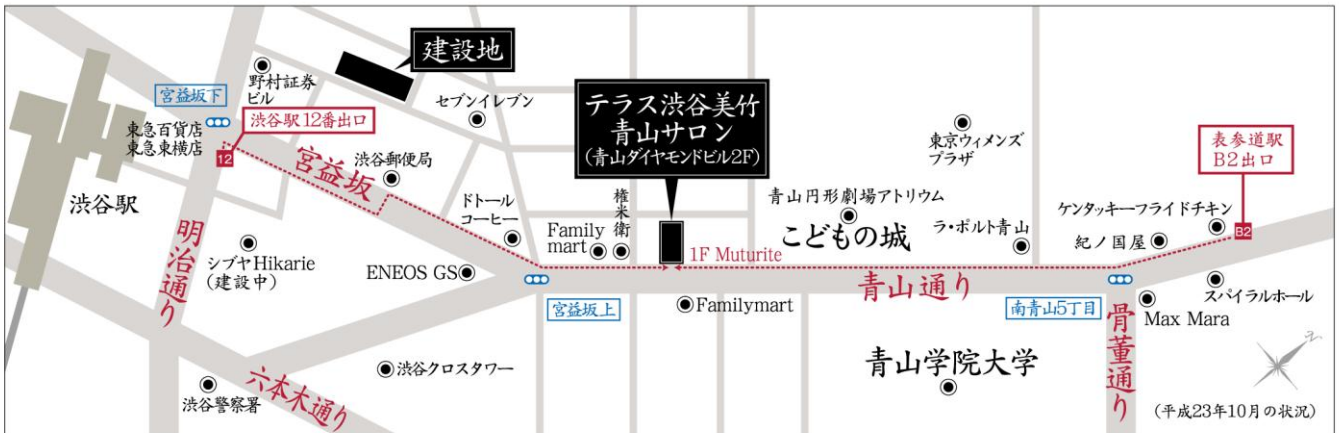 建設地
野村証券
ビル
宮益坂下
渋谷駅12番出口
東急百貨店
東急東横店
12
渋谷駅
宮益坂
渋谷郵便局
セブンイレブン
テラス渋谷美竹
青山サロン
(青山ダイヤモンドビル2F)
東京ウィメンズ
プラザ
表参道駅
B2出口
ドトール
コーヒー
Family
mart
権米衛
1F Muturite
青山円形劇場アトリウム
こどもの城
ラ・ポルト青山
ケンタッキーフライドチキン
紀ノ国屋
B2
明治通り
シブヤHikarie
(建設中)
ENEOS GS
宮益坂上
Familymart
青山通り
南青山5丁目
Max Mara
スパイラルホール
骨董通り
渋谷クロスタワー
青山学院大学
渋谷警察署
六本木通り
N
(平成23年10月の状況)